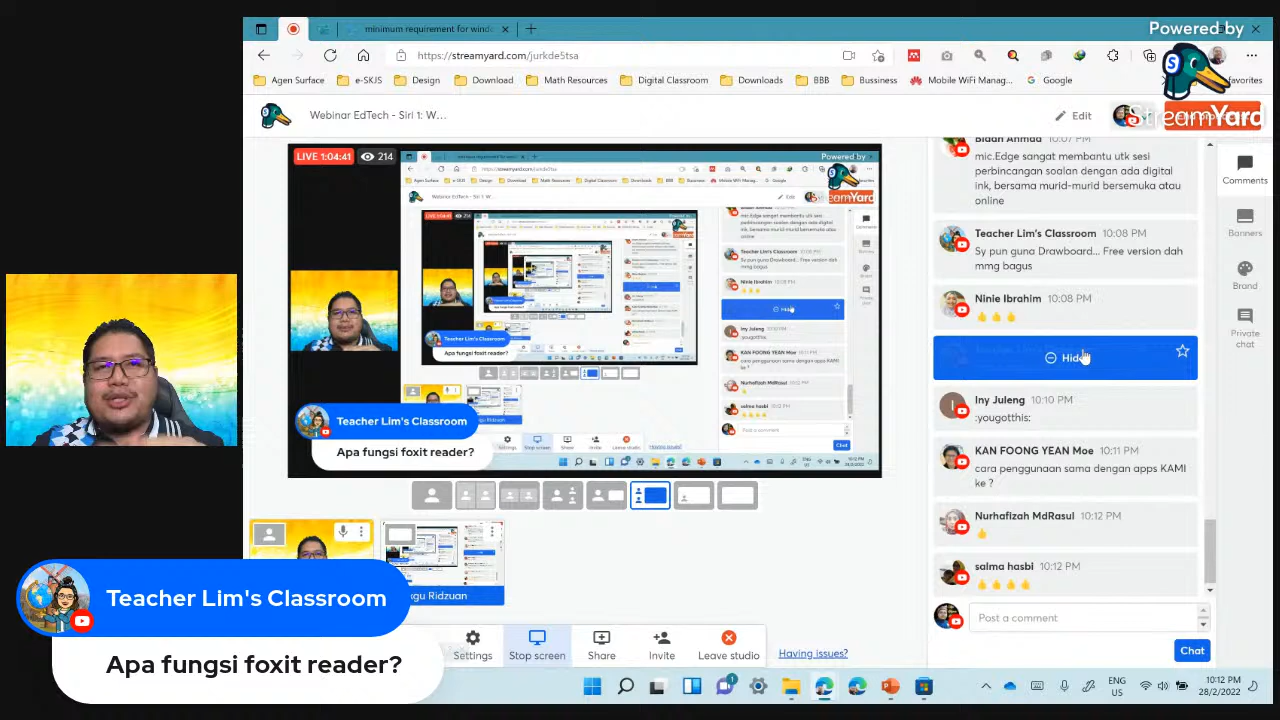 minimum requirement for wind
Powered by
https://streamyard.com/jurkde5tsa
Agen Surface
e-SKJS
Design
Download
Math Resources
Digital Classroom
Downloads
BBB
Bussiness
Mobile WiFi Manag...
Google
favorites
Webinar EdTech - Siri 1: W...
Edit
StreamYard
LIVE 1:04:41
214
Bidan Ahmad 10:07 PM
mic.Edge sangat membantu utk sesi
pebincangan soalan dengan ada digital
ink, bersama murid-murid bersemuka/atau
online
Teacher Lim's Classroom 10:08 PM
Sy pun guna Drawboard... Free version dah
mmg bagus
Ninie Ibrahim 10:08 PM
Hide
Iny Juleng 10:10 PM
:yougotthis:
KAN FOONG YEAN Moe 10:11 PM
cara penggunaan sama dengan apps KAMI
ke ?
Nurhafizah MdRasul 10:12 PM
salma hasbi 10:12 PM
Post a comment
Chat
Comments
Banners
Brand
Private
chat
Teacher Lim's Classroom
Apa fungsi foxit reader?
Settings
Stop screen
Share
Invite
Leave studio
Having issues?
Teacher Lim's Classroom
Apa fungsi foxit reader?
ENG
US
10:12 PM
28/2/2022